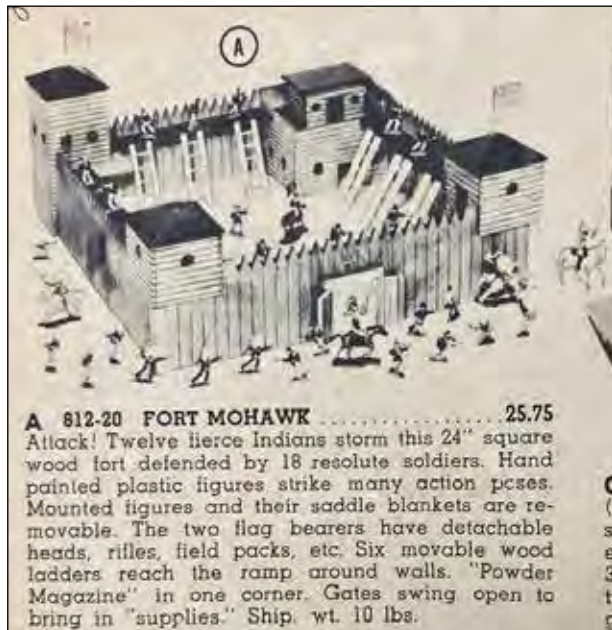 A
A 812-20 FORT MOHAWK ..................... 25.75
Attack! Twelve fierce Indians storm this 24" square
wood fort defended by 18 resolute soldiers. Hand
painted plastic figures strike many action poses.
Mounted figures and their saddle blankets are re-
movable. The two flag bearers have detachable
heads, rifles, field packs, etc. Six movable wood
ladders reach the ramp around walls. "Powder
Magazine" in one corner. Gates swing open to
bring in "supplies." Ship. wt. 10 lbs.